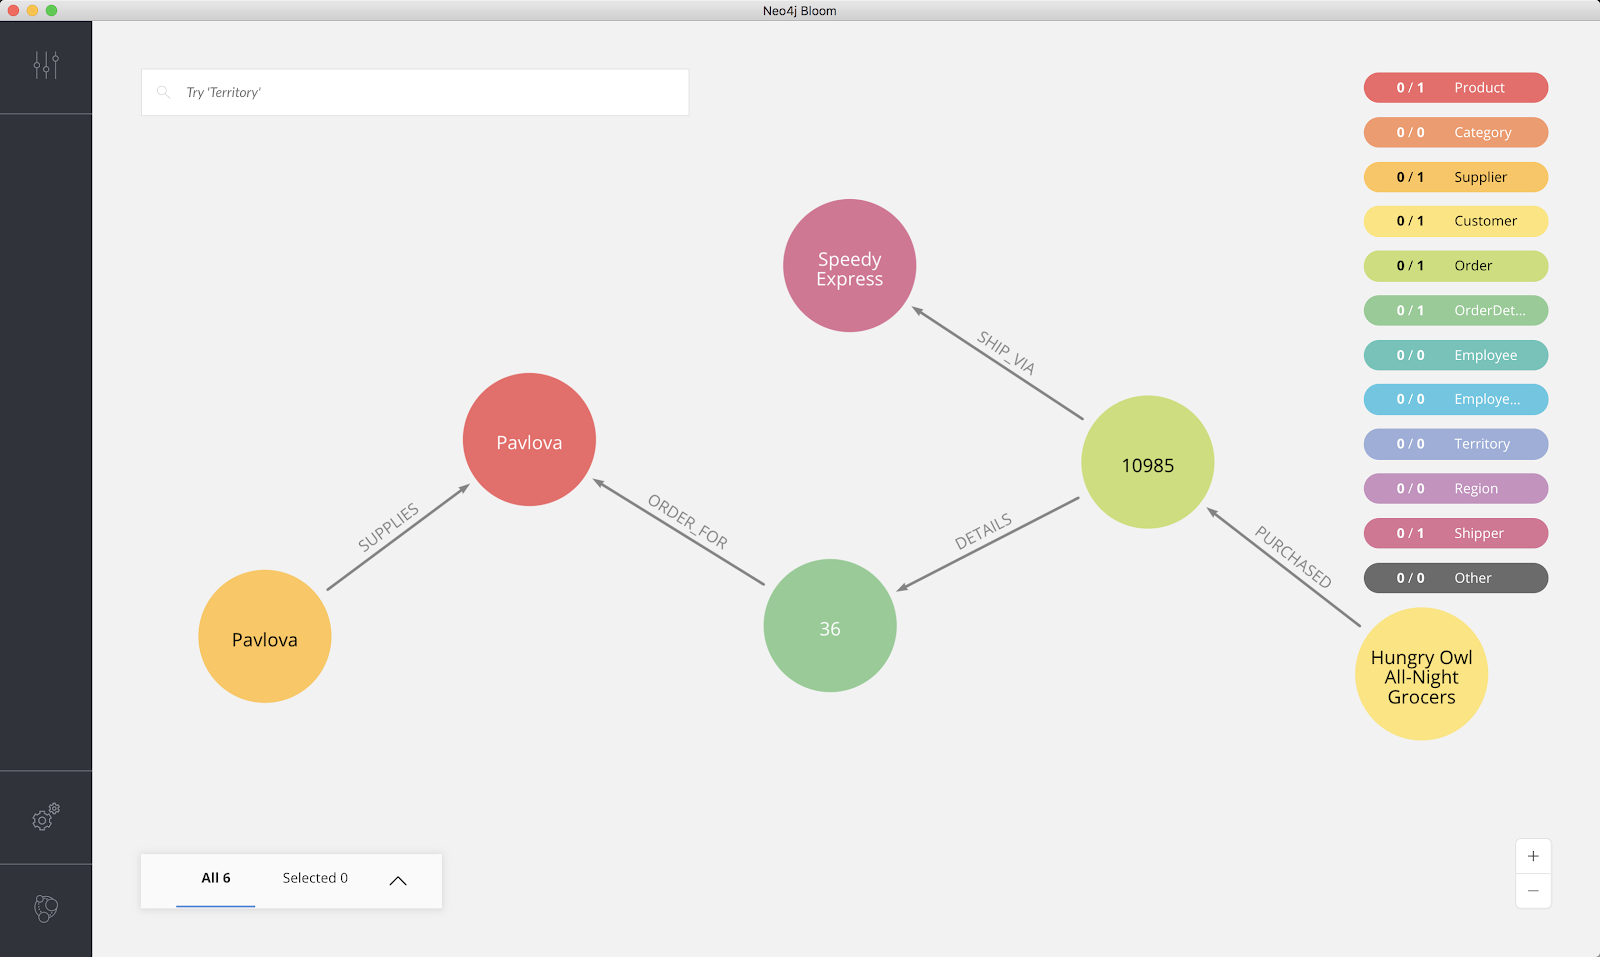 Neo4j Bloom
Try 'Territory'
0 / 1 Product
0 / 0 Category
0 / 1 Supplier
0 / 1 Customer
0 / 1 Order
0 / 1 OrderDet...
0 / 0 Employee
0 / 0 Employe...
0 / 0 Territory
0 / 0 Region
0 / 1 Shipper
0 / 0 Other
Speedy
Express
SHIP_VIA
Pavlova
10985
SUPPLIES
ORDER_FOR
DETAILS
PURCHASED
Pavlova
36
Hungry Owl
All-Night
Grocers
All 6 Selected 0
+
−